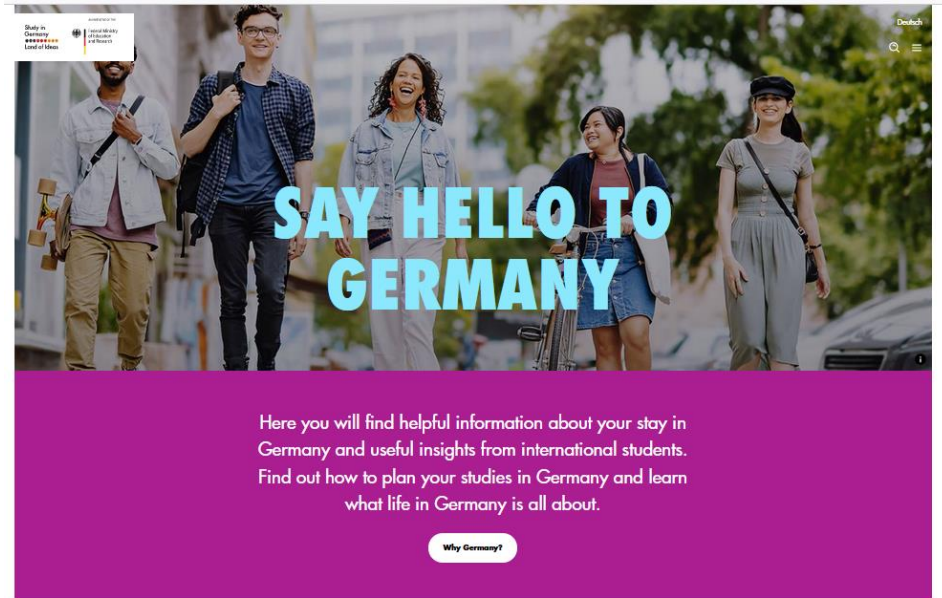 Study in
Germany
Land of Ideas
Federal Ministry
of Education
and Research
Deutsch
SAY HELLO TO
GERMANY
Here you will find helpful information about your stay in
Germany and useful insights from international students.
Find out how to plan your studies in Germany and learn
what life in Germany is all about.
Why Germany?